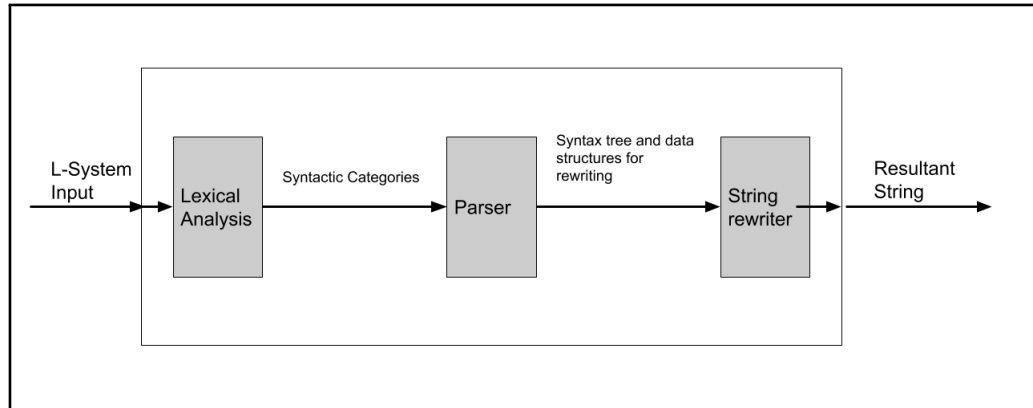 L-System
Input
Lexical
Analysis
Syntactic Categories
Parser
Syntax tree and data
structures for
rewriting
String
rewriter
Resultant
String